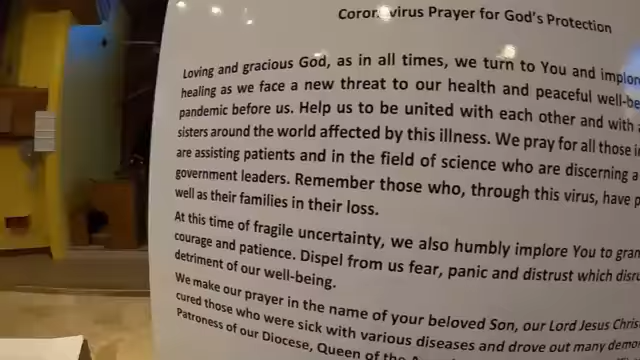 Coronavirus Prayer for God's Protection
Loving and gracious God, as in all times, we turn to You and
healing as we face a new threat to our health and peaceful
pandemic before us. Help us to be united with each other and with
sisters around the world affected by this illness. We pray for all those
are assisting patients and in the field of science who are discerning
government leaders. Remember those who, through this virus, have
well as their families in their loss.
At this time of fragile uncertainty, we also humbly implore You to
courage and patience. Dispel from us fear, panic and distrust which
detriment of our well-being.
We make our prayer in the name of your beloved Son, our Lord Jesus
cured those who were sick with various diseases and drove out many
Patroness of our Diocese, Queen of the